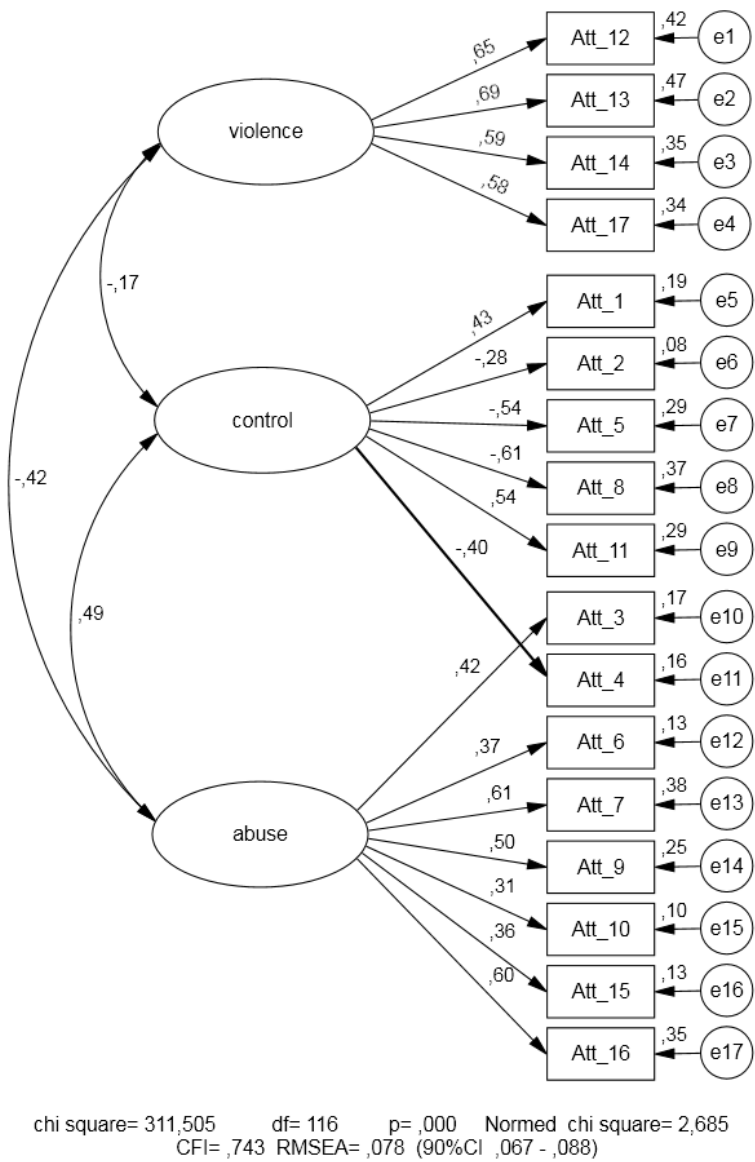 ,65
Att_12
,42
e1
violence
,69
Att_13
,47
e2
,59
Att_14
,35
e3
,58
Att_17
,34
e4
-,17
control
,43
Att_1
,19
e5
-,28
Att_2
,08
e6
-,54
Att_5
,29
e7
-,61
Att_8
,37
e8
,54
Att_11
,29
e9
-,40
-,42
,49
,42
Att_3
,17
e10
Att_4
,16
e11
abuse
,37
Att_6
,13
e12
,61
Att_7
,38
e13
,50
Att_9
,25
e14
,31
Att_10
,10
e15
,36
Att_15
,13
e16
,60
Att_16
,35
e17
chi square= 311,505 df= 116 p= ,000 Normed chi square= 2,685
CFI= ,743 RMSEA= ,078 (90%CI ,067 - ,088)